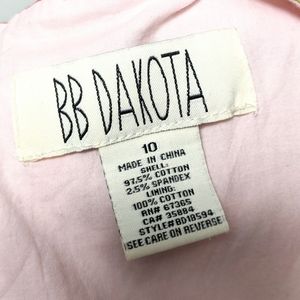 BB DAKOTA
10
MADE IN CHINA
SHELL:
97.5% COTTON
2.5% SPANDEX
LINING:
100% COTTON
RN# 67365
CA# 35884
STYLE#BD18594
SEE CARE ON REVERSE